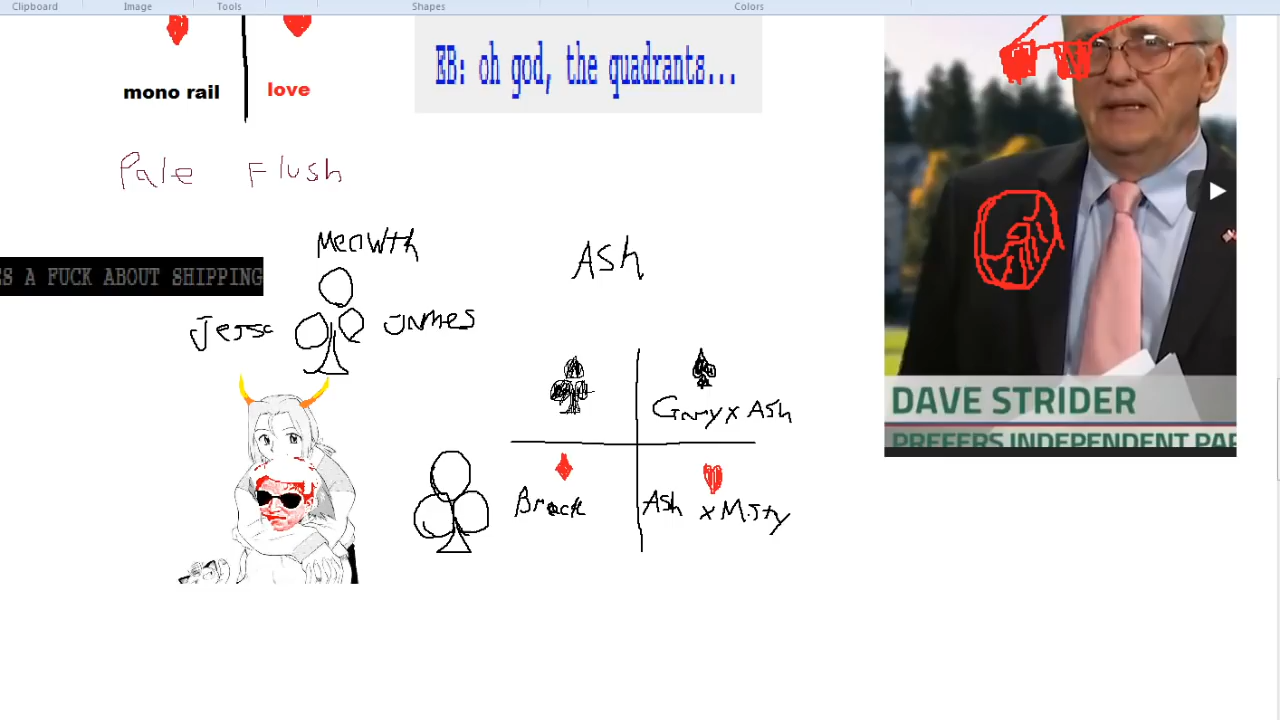 Clipboard
Image
Tools
Shapes
Colors
mono rail
love
EB: oh god, the quadrants...
Pale Flush
Meowth
Ash
ES A FUCK ABOUT SHIPPING
James
Gary x Ash
DAVE STRIDER
PREFERS INDEPENDENT PAR
Brock
Ash x Misty